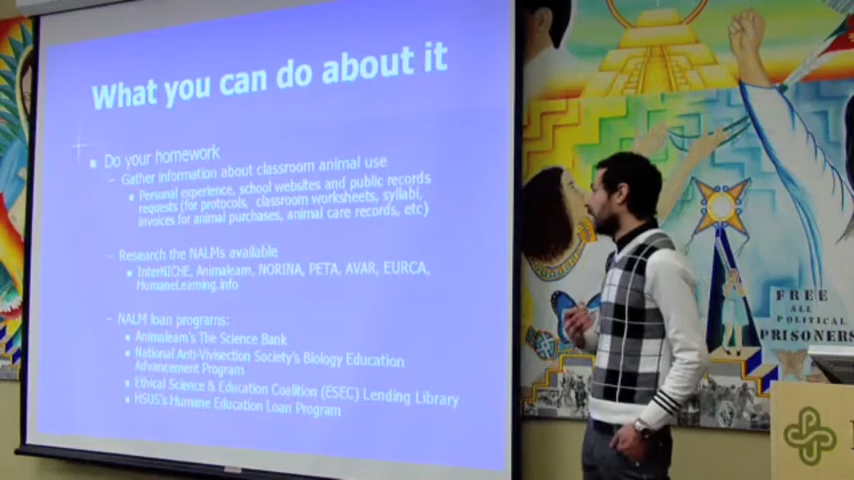 What you can do about it
Do your homework
– Gather information about classroom animal use
Personal experience, school websites and public records
requests (for protocols, classroom worksheets, syllabi,
invoices for animal purchases, animal care records, etc)
– Research the NALMs available
InterNICHE, Animalearn, NORINA, PETA, AVAR, EURCA,
HumaneLearning.info
– NALM loan programs:
Animalearn's The Science Bank
National Anti-Vivisection Society's Biology Education
Advancement Program
Ethical Science & Education Coalition (ESEC) Lending Library
HSUS's Humane Education Loan Program
FREE
ALL
POLITICAL
PRISONERS